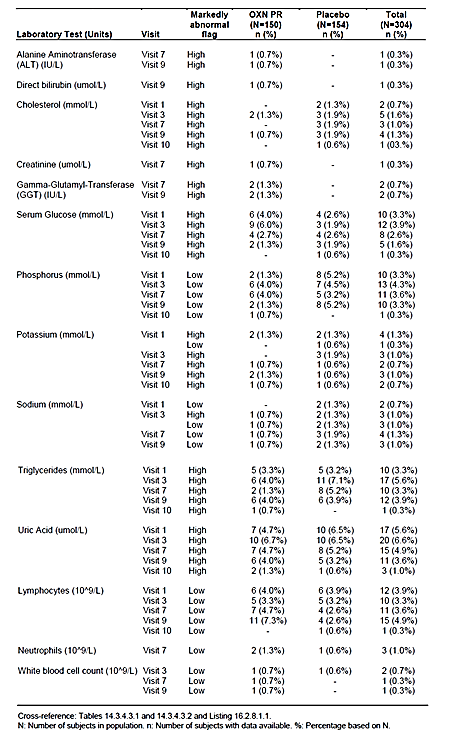 Laboratory Test (Units) Visit Markedly abnormal flag OXN PR (N=150) n (%) Placebo (N=154) n (%) Total (N=304) n (%)
Alanine Aminotransferase Visit 7 High 1 (0.7%) - 1 (0.3%)
(ALT) (IU/L) Visit 9 High 1 (0.7%) - 1 (0.3%)
Direct bilirubin (umol/L) Visit 9 High 1 (0.7%) - 1 (0.3%)
Cholesterol (mmol/L) Visit 1 High - 2 (1.3%) 2 (0.7%)
Visit 3 High 2 (1.3%) 3 (1.9%) 5 (1.6%)
Visit 7 High - 3 (1.9%) 3 (1.0%)
Visit 9 High 1 (0.7%) 3 (1.9%) 4 (1.3%)
Visit 10 High - 1 (0.6%) 1 (03.%)
Creatinine (umol/L) Visit 7 High 1 (0.7%) - 1 (0.3%)
Gamma-Glutamyl-Transferase Visit 7 High 2 (1.3%) - 2 (0.7%)
(GGT) (IU/L) Visit 9 High 2 (1.3%) - 2 (0.7%)
Serum Glucose (mmol/L) Visit 1 High 6 (4.0%) 4 (2.6%) 10 (3.3%)
Visit 3 High 9 (6.0%) 3 (1.9%) 12 (3.9%)
Visit 7 High 4 (2.7%) 4 (2.6%) 8 (2.6%)
Visit 9 High 2 (1.3%) 3 (1.9%) 5 (1.6%)
Visit 10 High - 1 (0.6%) 1 (0.3%)
Phosphorus (mmol/L) Visit 1 Low 2 (1.3%) 8 (5.2%) 10 (3.3%)
Visit 3 Low 6 (4.0%) 7 (4.5%) 13 (4.3%)
Visit 7 Low 6 (4.0%) 5 (3.2%) 11 (3.6%)
Visit 9 Low 2 (1.3%) 8 (5.2%) 10 (3.3%)
Visit 10 Low 1 (0.7%) - 1 (0.3%)
Potassium (mmol/L) Visit 1 High 2 (1.3%) 2 (1.3%) 4 (1.3%)
Low - 1 (0.6%) 1 (0.3%)
Visit 3 High - 3 (1.9%) 3 (1.0%)
Visit 7 High 1 (0.7%) 1 (0.6%) 2 (0.7%)
Visit 9 High 2 (1.3%) 1 (0.6%) 3 (1.0%)
Visit 10 High 1 (0.7%) 1 (0.6%) 2 (0.7%)
Sodium (mmol/L) Visit 1 Low - 2 (1.3%) 2 (0.7%)
Visit 3 High 1 (0.7%) 2 (1.3%) 3 (1.0%)
Low 1 (0.7%) 2 (1.3%) 3 (1.0%)
Visit 7 Low 1 (0.7%) 3 (1.9%) 4 (1.3%)
Visit 9 Low 1 (0.7%) 2 (1.3%) 3 (1.0%)
Triglycerides (mmol/L) Visit 1 High 5 (3.3%) 5 (3.2%) 10 (3.3%)
Visit 3 High 6 (4.0%) 11 (7.1%) 17 (5.6%)
Visit 7 High 2 (1.3%) 8 (5.2%) 10 (3.3%)
Visit 9 High 6 (4.0%) 6 (3.9%) 12 (3.9%)
Visit 10 High 1 (0.7%) - 1 (0.3%)
Uric Acid (umol/L) Visit 1 High 7 (4.7%) 10 (6.5%) 17 (5.6%)
Visit 3 High 10 (6.7%) 10 (6.5%) 20 (6.6%)
Visit 7 High 7 (4.7%) 8 (5.2%) 15 (4.9%)
Visit 9 High 6 (4.0%) 5 (3.2%) 11 (3.6%)
Visit 10 High 2 (1.3%) 1 (0.6%) 3 (1.0%)
Lymphocytes (10^9/L) Visit 1 Low 6 (4.0%) 6 (3.9%) 12 (3.9%)
Visit 3 Low 5 (3.3%) 5 (3.2%) 10 (3.3%)
Visit 7 Low 7 (4.7%) 4 (2.6%) 11 (3.6%)
Visit 9 Low 11 (7.3%) 4 (2.6%) 15 (4.9%)
Visit 10 Low - 1 (0.6%) 1 (0.3%)
Neutrophils (10^9/L) Visit 7 Low 2 (1.3%) 1 (0.6%) 3 (1.0%)
White blood cell count (10^9/L) Visit 3 Low 1 (0.7%) 1 (0.6%) 2 (0.7%)
Visit 7 Low 1 (0.7%) - 1 (0.3%)
Visit 9 Low 1 (0.7%) - 1 (0.3%)
Cross-reference: Tables 14.3.4.3.1 and 14.3.4.3.2 and Listing 16.2.8.1.1.
N: Number of subjects in population. n: Number of subjects with data available. %: Percentage based on N.